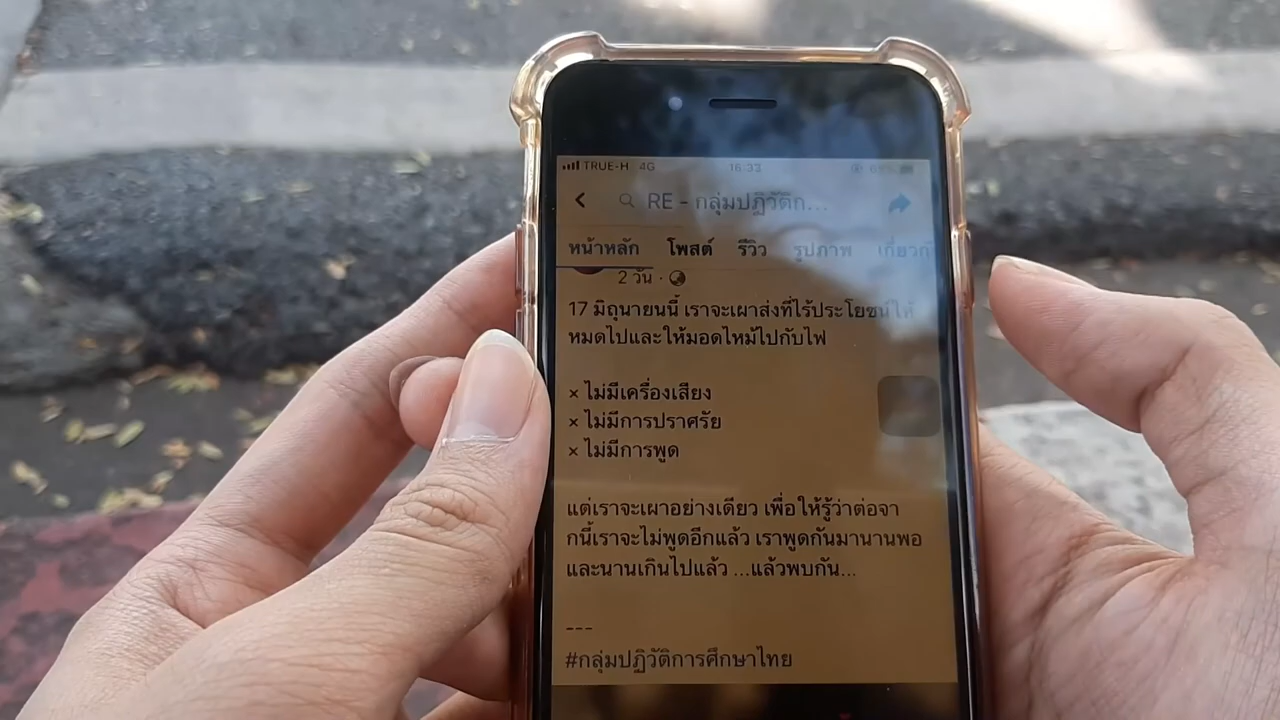 TRUE-H 4G
RE - กลุ่มปฏิวัติก...
หน้าหลัก โพสต์ รีวิว รูปภาพ
2 วัน ·
17 มิถุนายนนี้ เราจะเผาส่งที่ไร้ประโยชน์ให้
หมดไปและให้มอดไหม้ไปกับไฟ
× ไม่มีเครื่องเสียง
× ไม่มีการปราศรัย
× ไม่มีการพูด
แต่เราจะเผาอย่างเดียว เพื่อให้รู้ว่าต่อจา
กนี้เราจะไม่พูดอีกแล้ว เราพูดกันมานานพอ
และนานเกินไปแล้ว ...แล้วพบกัน...
---
#กลุ่มปฏิวัติการศึกษาไทย